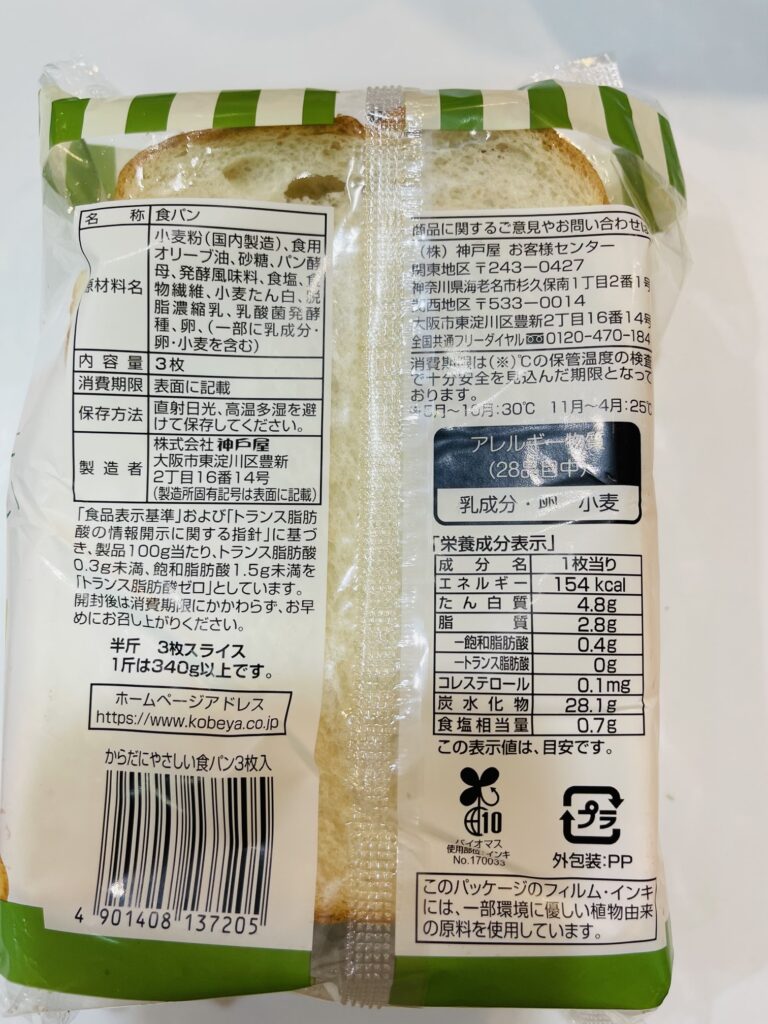 名称 食パン
原材料名 小麦粉(国内製造)、食用
オリーブ油、砂糖、パン酵
母、発酵風味料、食塩、食
物繊維、小麦たん白、脱
脂濃縮乳、乳酸菌発酵
種、卵、(一部に乳成分・
卵・小麦を含む)
内容量 3枚
消費期限 表面に記載
保存方法 直射日光、高温多湿を避
けて保存してください。
製造者 株式会社 神戸屋
大阪市東淀川区豊新
2丁目16番14号
(製造所固有記号は表面に記載)
「食品表示基準」および「トランス脂肪
酸の情報開示に関する指針」に基づ
き、製品100g当たり、トランス脂肪酸
0.3g未満、飽和脂肪酸1.5g未満を
「トランス脂肪酸ゼロ」としています。
開封後は消費期限にかかわらず、お早
めにお召し上がりください。
半斤 3枚スライス
1斤は340g以上です。
ホームページアドレス
https://www.kobeya.co.jp
からだにやさしい食パン3枚入
4 901408 137205
商品に関するご意見やお問い合わせは
(株) 神戸屋 お客様センター
関東地区 〒243-0427
神奈川県海老名市杉久保南1丁目2番1号
関西地区 〒533-0014
大阪市東淀川区豊新2丁目16番14号
全国共通フリーダイヤル 0120-470-184
消費期限は(※)℃の保管温度の検査
で十分安全を見込んだ期限となって
おります。
※5月~10月:30℃ 11月~4月:25℃
アレルギー物質
(28品目中)
乳成分・卵・小麦
「栄養成分表示」
成分名 1枚当り
エネルギー 154 kcal
たん白質 4.8g
脂質 2.8g
ー飽和脂肪酸 0.4g
ートランス脂肪酸 0g
コレステロール 0.1mg
炭水化物 28.1g
食塩相当量 0.7g
この表示値は、目安です。
10
バイオマス
使用部位:インキ
No.170033
プラ
外包装:PP
このパッケージのフィルム・インキ
には、一部環境に優しい植物由来
の原料を使用しています。